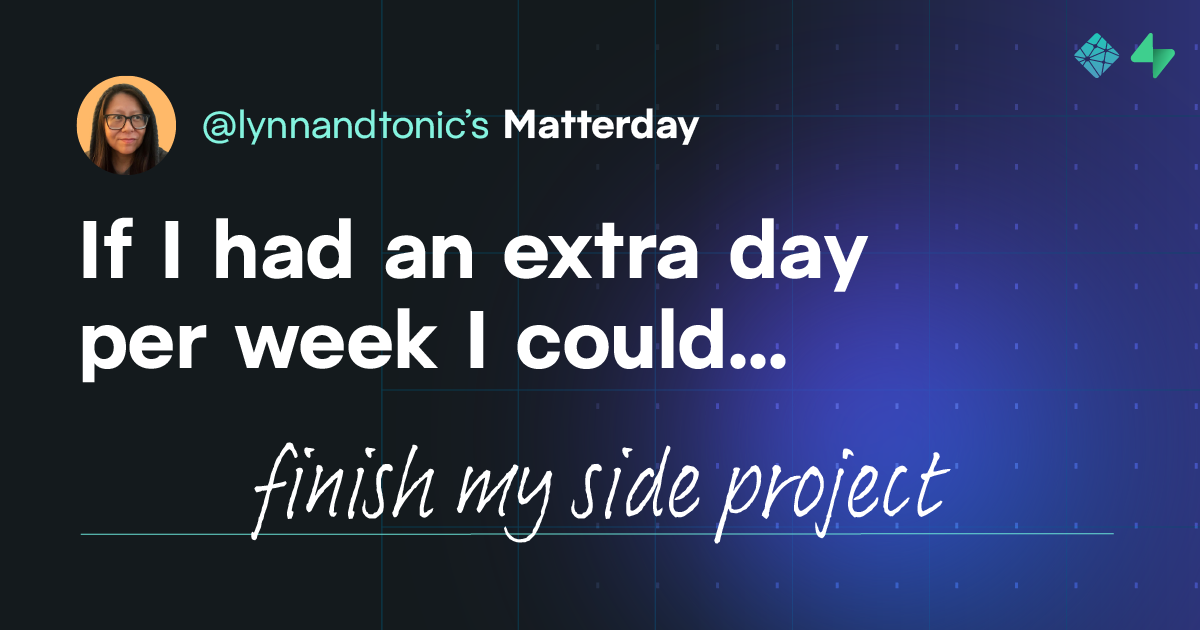 @lynnandtonic’s Matterday
If I had an extra day
per week I could...
finish my side project